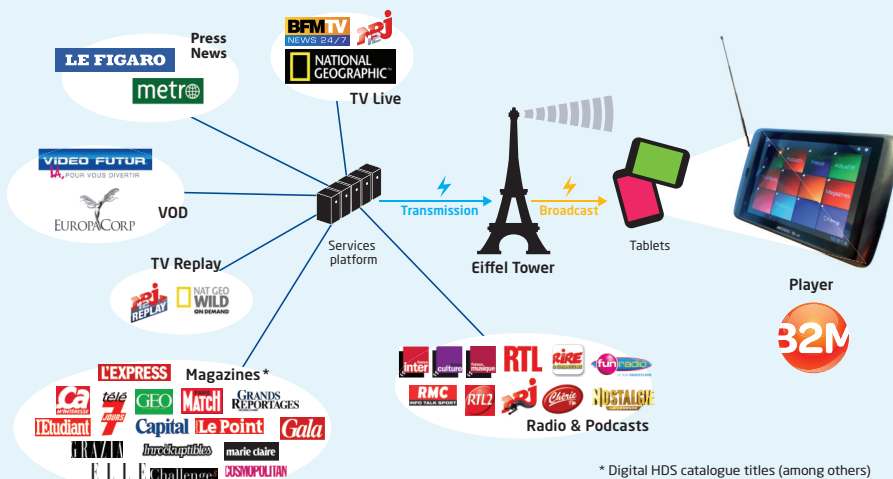 Press
News
LE FIGARO
metro
BFMTV
NEWS 24/7
NRJ
12
NATIONAL
GEOGRAPHIC™
TV Live
VIDEO FUTUR
LÀ, POUR VOUS DIVERTIR
EUROPACORP
VOD
Services
platform
Transmission
Eiffel Tower
Broadcast
Tablets
Player
B2M
TV Replay
NRJ
12
REPLAY
NAT GEO
WILD
ON DEMAND
Magazines *
L'EXPRESS
Ça
M'INTÉRESSE
télé
7
JOURS
GEO
MATCH
GRANDS
REPORTAGES
l'Etudiant
Capital
Le Point
Gala
GRAZIA
Inrockuptibles
marie claire
ELLE
Challenges
COSMOPOLITAN
inter
culture
musique
RTL
RIRE
fun radio
RMC
INFO TALK SPORT
RTL2
NRJ
Chérie
FM
NOSTALGIE
Radio & Podcasts
* Digital HDS catalogue titles (among others)